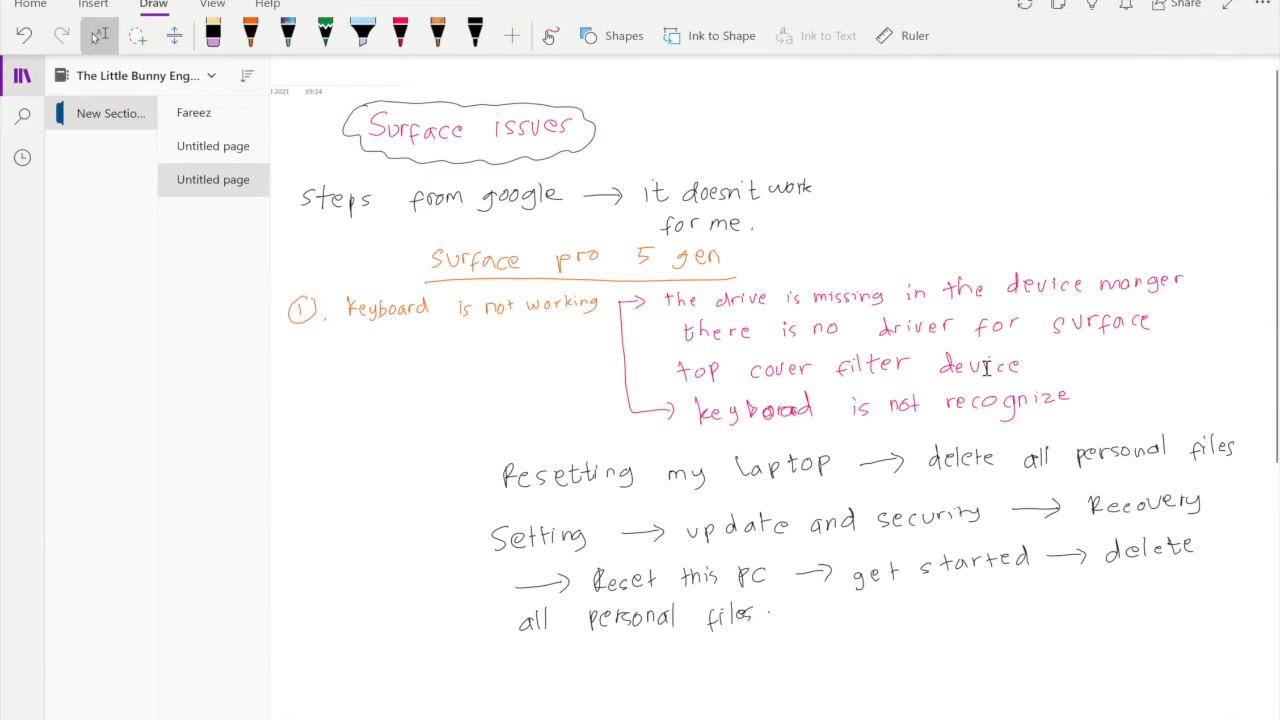 Home Insert Draw View Help
Share
Shapes Ink to Shape Ink to Text Ruler
The Little Bunny Eng...
New Sectio...
Fareez
Untitled page
Untitled page
2021 19:24
Surface issues
steps from google → it doesn't work
for me.
Surface pro 5 gen
①. keyboard is not working → the drive is missing in the device manger
there is no driver for surface
top cover filter device
→ keyboard is not recognize
Resetting my laptop → delete all personal files
Setting → update and security → Recovery
→ Reset this PC → get started → delete
all personal files.